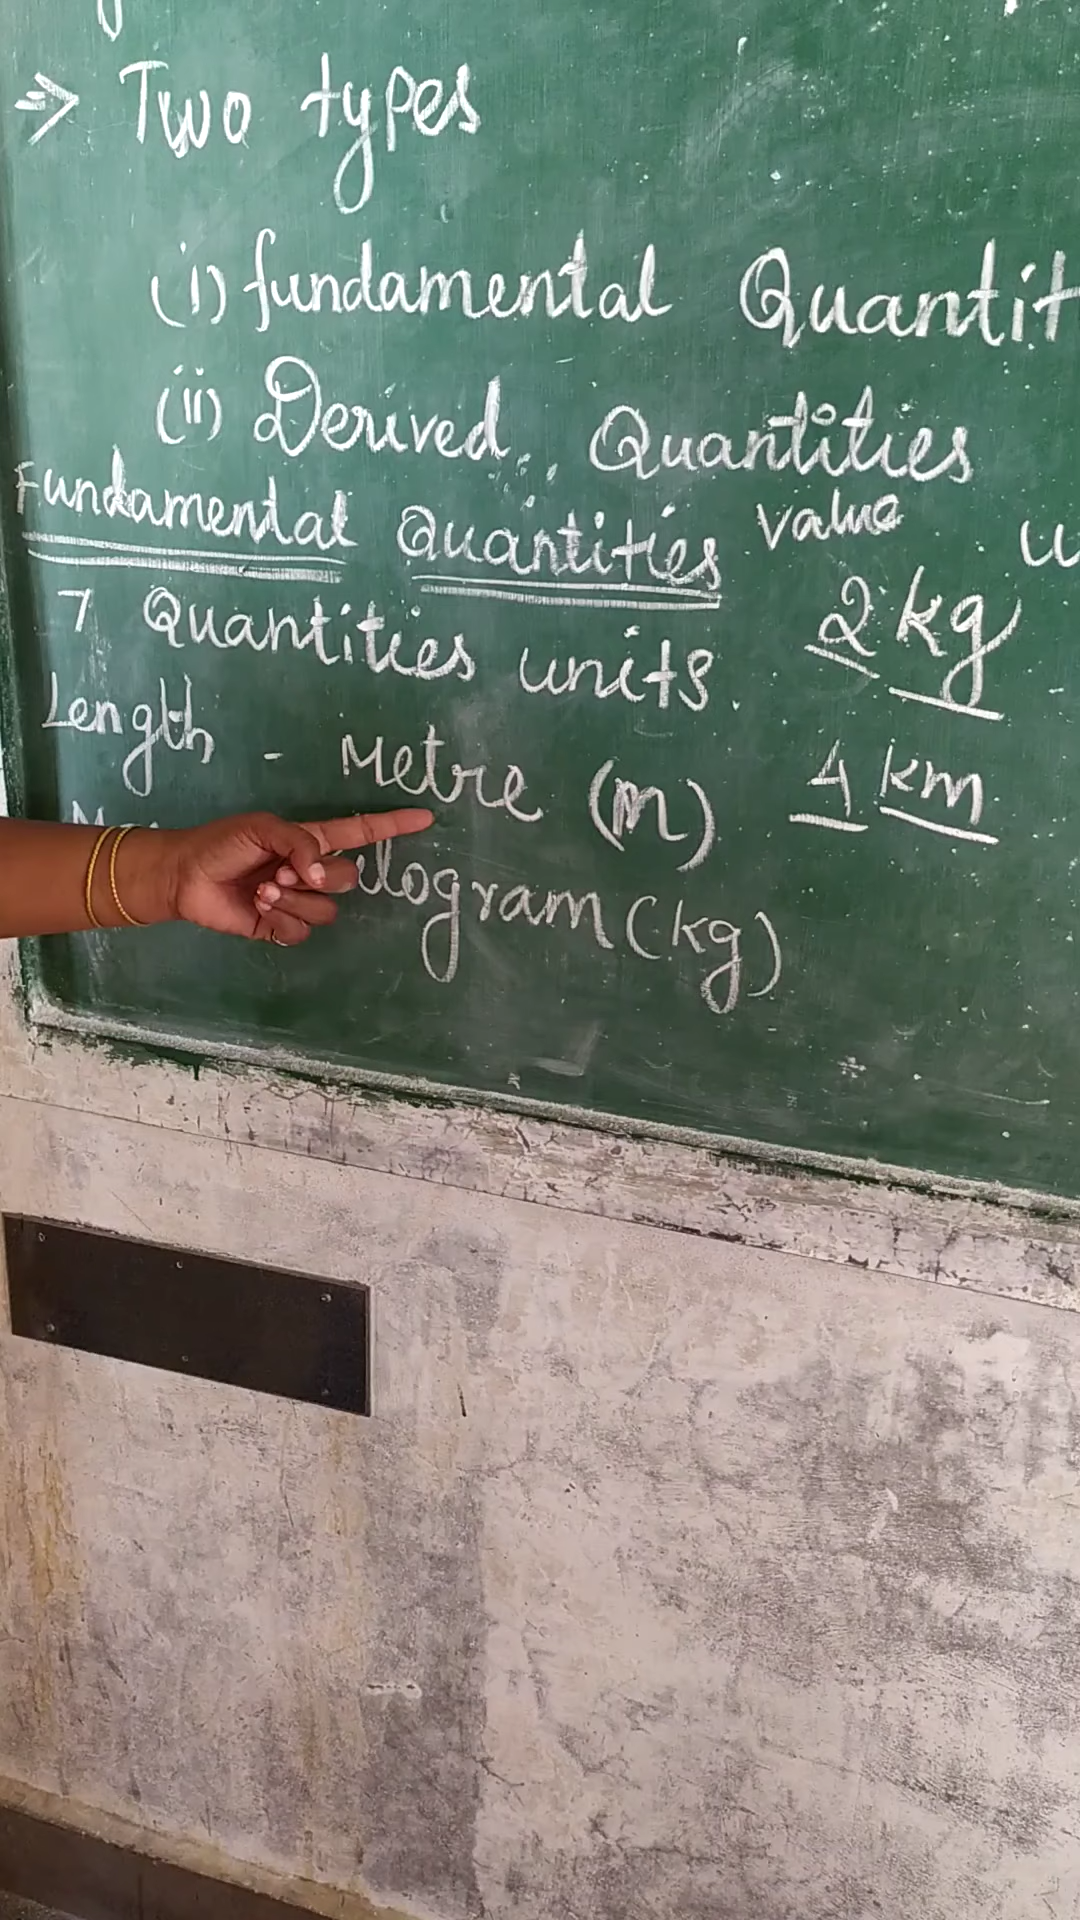 ⇒ Two types
(i) fundamental Quantit
(ii) Derived Quantities
Fundamental Quantities value
7 Quantities units. 2 kg
Length - Metre (m) 4 km
logram (kg)